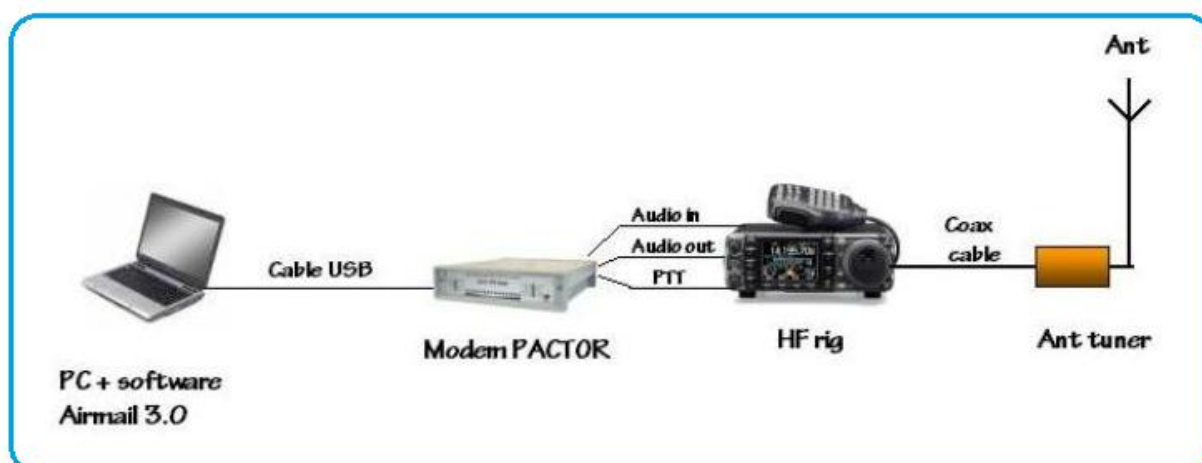 Ant
Audio in
Audio out
PTT
Cable USB
Coax
cable
Modem PACTOR
HF rig
Ant tuner
PC + software
Airmail 3.0